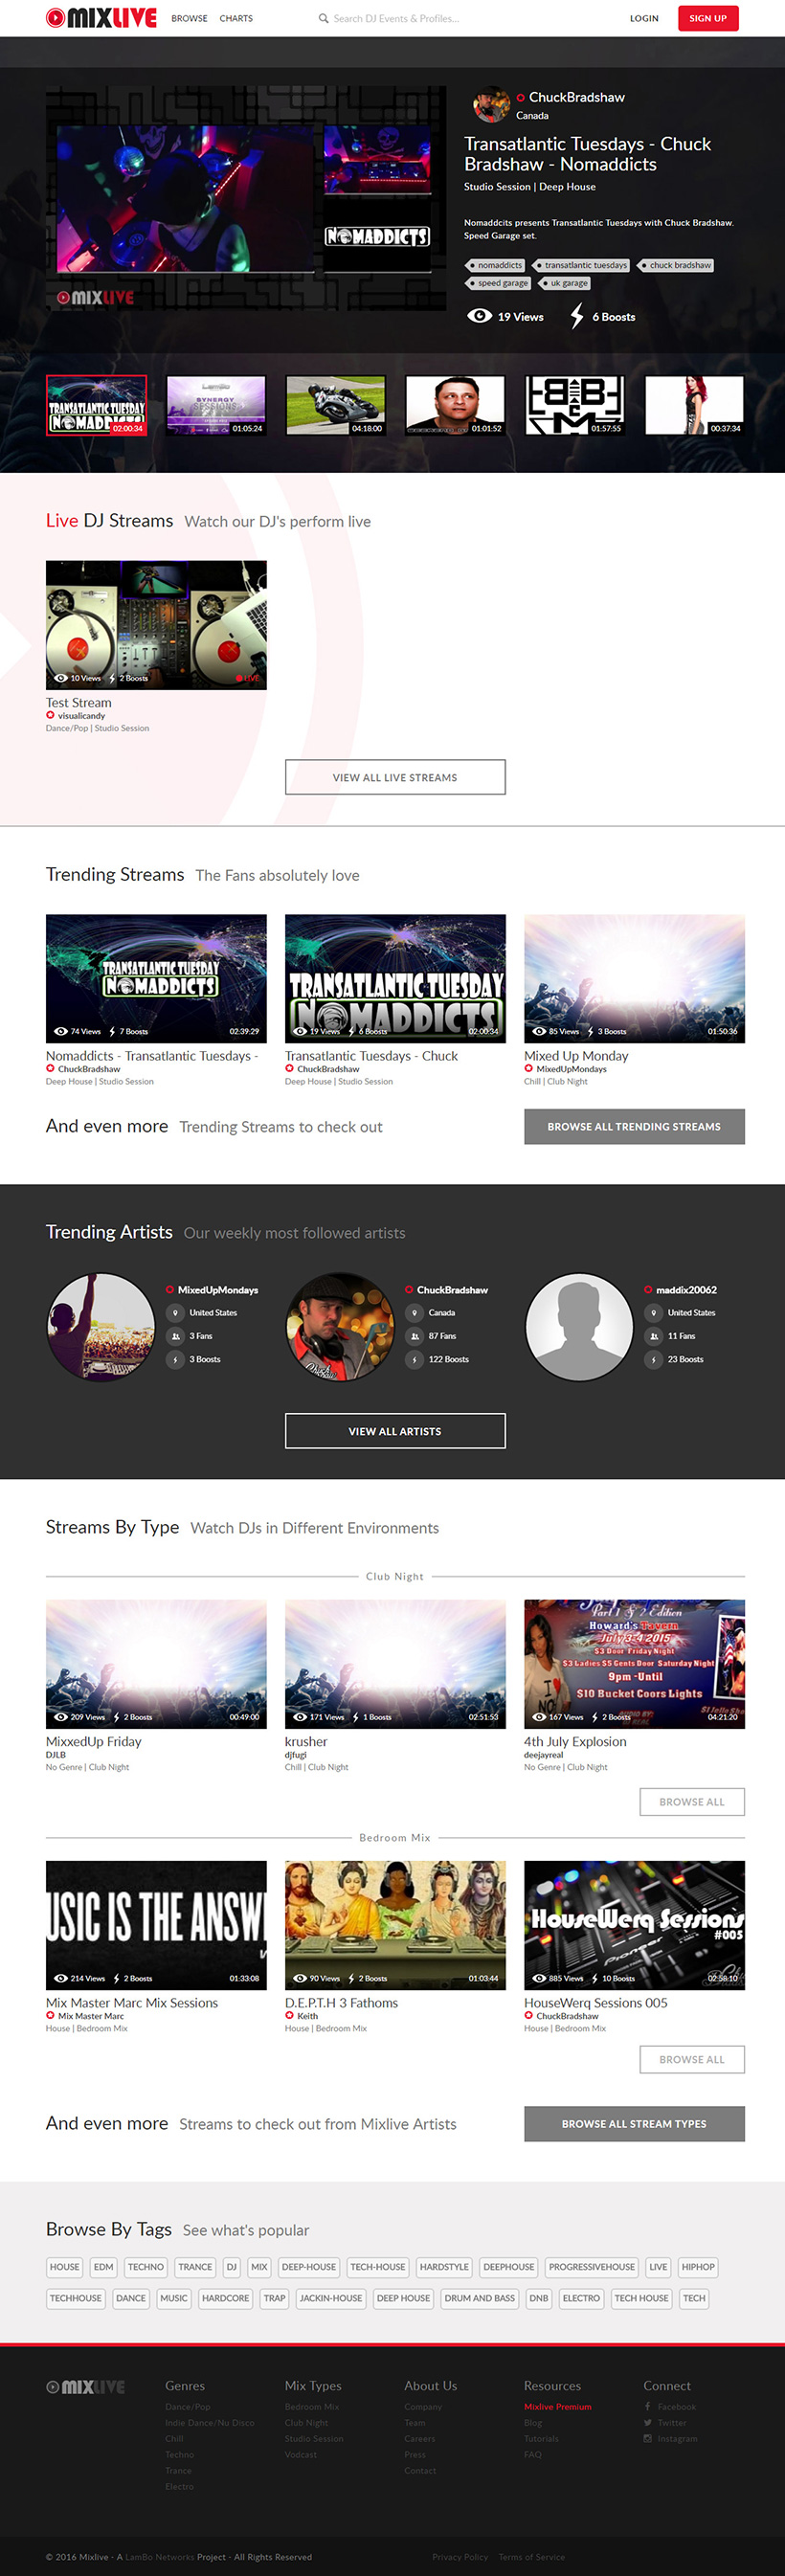 MIXLIVE BROWSE CHARTS Search DJ Events & Profiles... LOGIN SIGN UP
ChuckBradshaw
Canada
Transatlantic Tuesdays - Chuck
Bradshaw - Nomaddicts
Studio Session | Deep House
Nomaddcits presents Transatlantic Tuesdays with Chuck Bradshaw.
Speed Garage set.
nomaddicts transatlantic tuesdays chuck bradshaw
speed garage uk garage
19 Views 6 Boosts
NOMADDICTS
MIXLIVE
TRANSATLANTIC TUESDAY
NOMADDICTS
02:00:34
SYNERGY
SESSIONS
01:05:24
04:18:00
01:01:52
01:57:55
00:37:34
Live DJ Streams Watch our DJ's perform live
10 Views 2 Boosts LIVE
Test Stream
visualicandy
Dance/Pop | Studio Session
VIEW ALL LIVE STREAMS
Trending Streams The Fans absolutely love
TRANSATLANTIC TUESDAY
NOMADDICTS
74 Views 7 Boosts 02:39:29
Nomaddicts - Transatlantic Tuesdays -
ChuckBradshaw
Deep House | Studio Session
TRANSATLANTIC TUESDAY
NOMADDICTS
19 Views 6 Boosts 02:00:34
Transatlantic Tuesdays - Chuck
ChuckBradshaw
Deep House | Studio Session
85 Views 3 Boosts 01:50:36
Mixed Up Monday
MixedUpMondays
Chill | Club Night
And even more Trending Streams to check out
BROWSE ALL TRENDING STREAMS
Trending Artists Our weekly most followed artists
MixedUpMondays
United States
3 Fans
3 Boosts
ChuckBradshaw
Canada
87 Fans
122 Boosts
maddix20062
United States
11 Fans
23 Boosts
VIEW ALL ARTISTS
Streams By Type Watch DJs in Different Environments
Club Night
209 Views 2 Boosts 00:49:00
MixxedUp Friday
DJLB
No Genre | Club Night
171 Views 1 Boosts 02:51:53
krusher
djfugi
Chill | Club Night
Part 1 & 2 Edition
Howard's Tavern
July 3-4 2015
$3 Door Friday Night
$3 Ladies $5 Gents Door Saturday Night
9pm -Until
$10 Bucket Coors Lights
167 Views 2 Boosts 04:21:20
4th July Explosion
deejayreal
No Genre | Club Night
BROWSE ALL
Bedroom Mix
USIC IS THE ANSW
214 Views 2 Boosts 01:33:08
Mix Master Marc Mix Sessions
Mix Master Marc
House | Bedroom Mix
90 Views 2 Boosts 01:03:44
D.E.P.T.H 3 Fathoms
Keith
House | Bedroom Mix
HouseWerq Sessions
#005
Pioneer
885 Views 10 Boosts 02:58:10
HouseWerq Sessions 005
ChuckBradshaw
House | Bedroom Mix
BROWSE ALL
And even more Streams to check out from Mixlive Artists
BROWSE ALL STREAM TYPES
Browse By Tags See what's popular
HOUSE EDM TECHNO TRANCE DJ MIX DEEP-HOUSE TECH-HOUSE HARDSTYLE DEEPHOUSE PROGRESSIVEHOUSE LIVE HIPHOP
TECHHOUSE DANCE MUSIC HARDCORE TRAP JACKIN-HOUSE DEEP HOUSE DRUM AND BASS DNB ELECTRO TECH HOUSE TECH
MIXLIVE
Genres
Dance/Pop
Indie Dance/Nu Disco
Chill
Techno
Trance
Electro
Mix Types
Bedroom Mix
Club Night
Studio Session
Vodcast
About Us
Company
Team
Careers
Press
Contact
Resources
Mixlive Premium
Blog
Tutorials
FAQ
Connect
Facebook
Twitter
Instagram
© 2016 Mixlive - A LamBo Networks Project - All Rights Reserved Privacy Policy Terms of Service